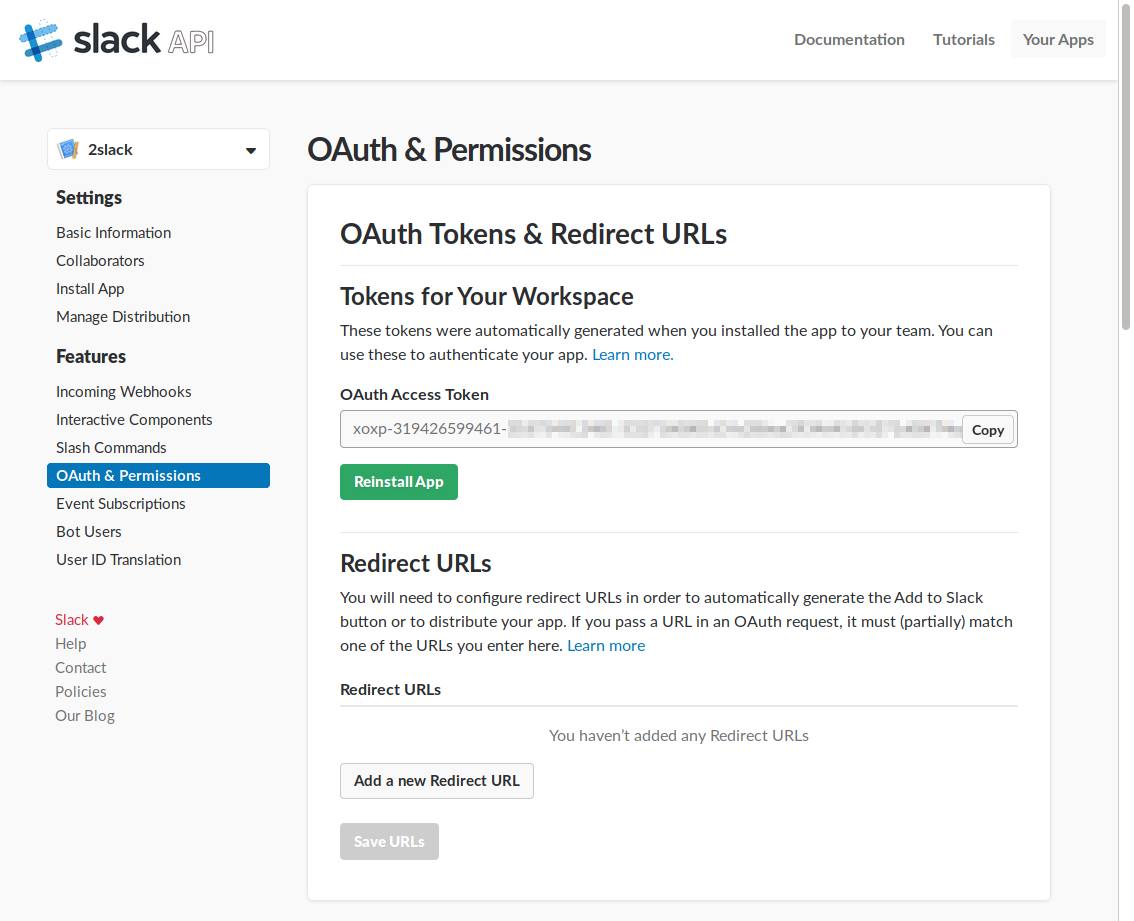 slack API
Documentation
Tutorials
Your Apps
2slack
Settings
Basic Information
Collaborators
Install App
Manage Distribution
Features
Incoming Webhooks
Interactive Components
Slash Commands
OAuth & Permissions
Event Subscriptions
Bot Users
User ID Translation
Slack ♥
Help
Contact
Policies
Our Blog
OAuth & Permissions
OAuth Tokens & Redirect URLs
Tokens for Your Workspace
These tokens were automatically generated when you installed the app to your team. You can
use these to authenticate your app. Learn more.
OAuth Access Token
xoxp-319426599461-
Copy
Reinstall App
Redirect URLs
You will need to configure redirect URLs in order to automatically generate the Add to Slack
button or to distribute your app. If you pass a URL in an OAuth request, it must (partially) match
one of the URLs you enter here. Learn more
Redirect URLs
You haven’t added any Redirect URLs
Add a new Redirect URL
Save URLs